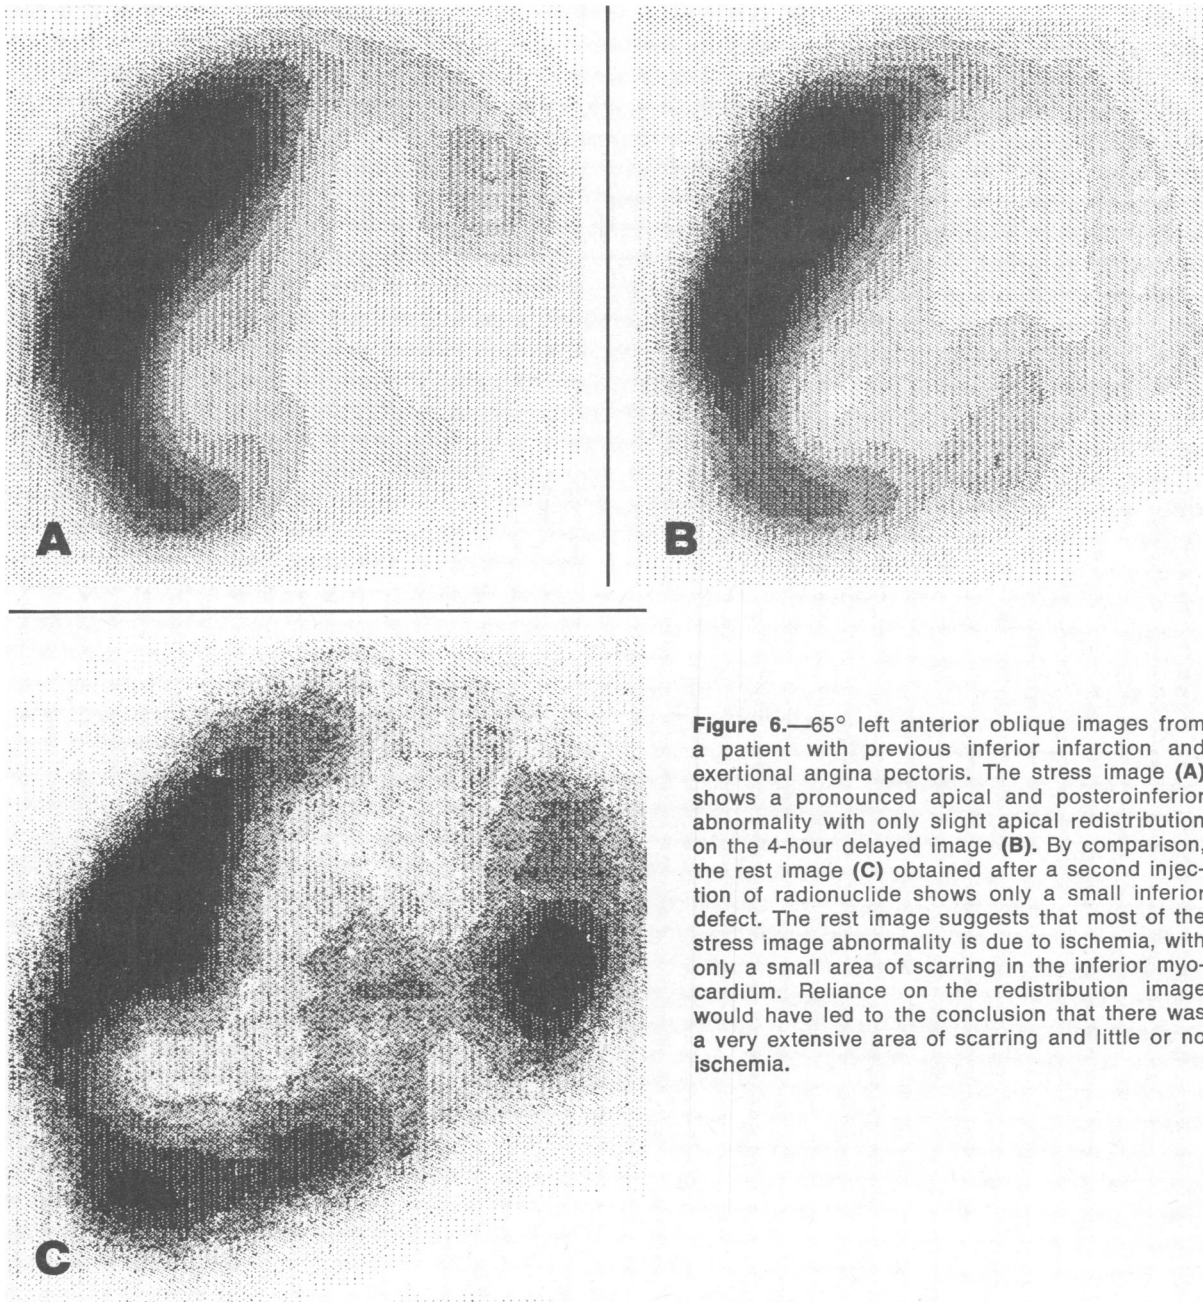 A
B
C
Figure 6.—65° left anterior oblique images from
a patient with previous inferior infarction and
exertional angina pectoris. The stress image (A)
shows a pronounced apical and posteroinferior
abnormality with only slight apical redistribution
on the 4-hour delayed image (B). By comparison,
the rest image (C) obtained after a second injec-
tion of radionuclide shows only a small inferior
defect. The rest image suggests that most of the
stress image abnormality is due to ischemia, with
only a small area of scarring in the inferior myo-
cardium. Reliance on the redistribution image
would have led to the conclusion that there was
a very extensive area of scarring and little or no
ischemia.